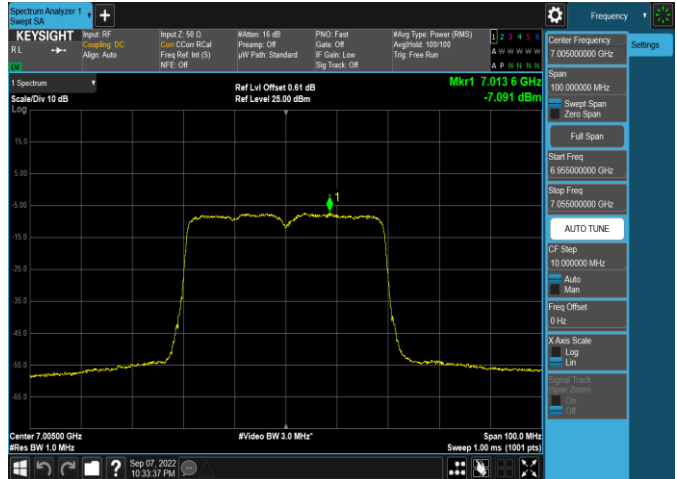 Spectrum Analyzer 1
Swept SA
+
Frequency
KEYSIGHT
RL
Input: RF
Coupling: DC
Align: Auto
Input Z: 50 Ω
Corr CCorr RCal
Freq Ref: Int (S)
NFE: Off
#Atten: 16 dB
Preamp: Off
µW Path: Standard
PNO: Fast
Gate: Off
IF Gain: Low
Sig Track: Off
#Avg Type: Power (RMS)
Avg|Hold: 100/100
Trig: Free Run
1 2 3 4 5 6
A W W W W W
A P N N N N
1 Spectrum
Scale/Div 10 dB
Log
Ref Lvl Offset 0.61 dB
Ref Level 25.00 dBm
Mkr1 7.013 6 GHz
-7.091 dBm
15.0
5.00
-5.00
-15.0
-25.0
-35.0
-45.0
-55.0
-65.0
1
Center 7.00500 GHz
#Res BW 1.0 MHz
#Video BW 3.0 MHz*
Span 100.0 MHz
Sweep 1.00 ms (1001 pts)
Settings
Center Frequency
7.005000000 GHz
Span
100.000000 MHz
Swept Span
Zero Span
Full Span
Start Freq
6.955000000 GHz
Stop Freq
7.055000000 GHz
AUTO TUNE
CF Step
10.000000 MHz
Auto
Man
Freq Offset
0 Hz
X Axis Scale
Log
Lin
Signal Track
(Span Zoom)
On
Off
?
Sep 07, 2022
10:33:37 PM